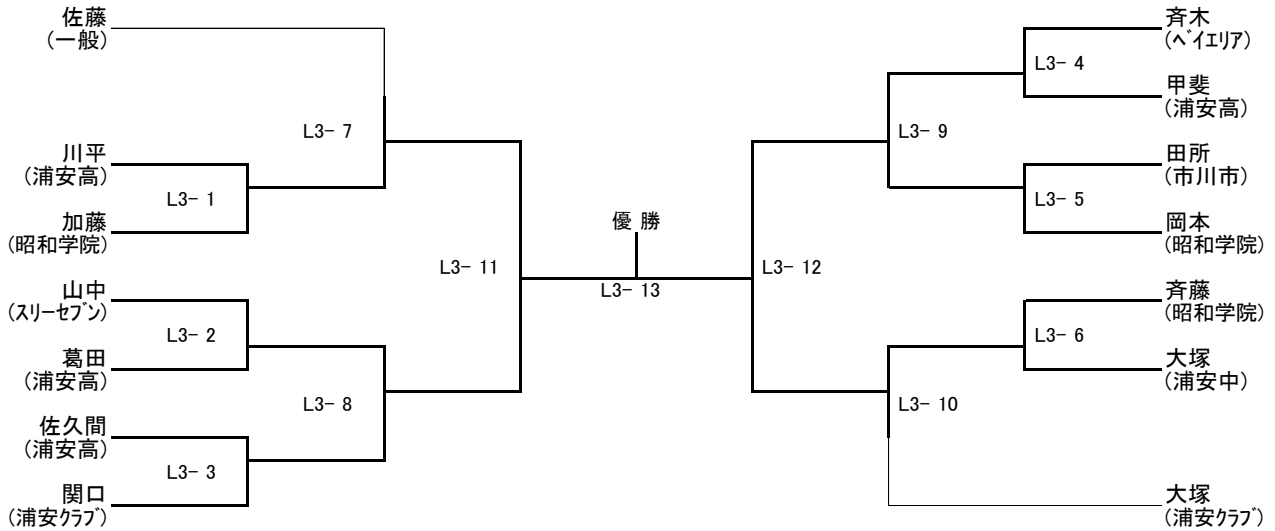 佐藤
(一般)
L3- 7
川平
(浦安高)
L3- 1
加藤
(昭和学院)
L3- 11
山中
(スリーセブン)
L3- 2
葛田
(浦安高)
L3- 8
佐久間
(浦安高)
L3- 3
関口
(浦安クラブ)
優 勝
L3- 13
斉木
(ベイエリア)
L3- 4
甲斐
(浦安高)
L3- 9
田所
(市川市)
L3- 5
岡本
(昭和学院)
L3- 12
斉藤
(昭和学院)
L3- 6
大塚
(浦安中)
L3- 10
大塚
(浦安クラブ)